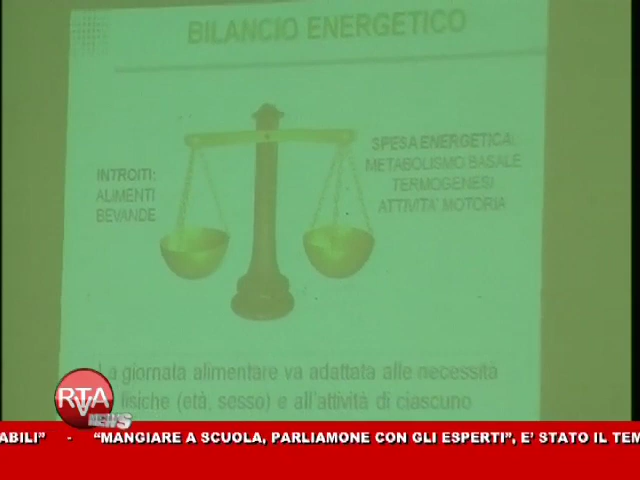 BILANCIO ENERGETICO
INTROITI:
ALIMENTI
BEVANDE
SPESA ENERGETICA:
METABOLISMO BASALE
TERMOGENESI
ATTIVITA' MOTORIA
La giornata alimentare va adattata alle necessità
fisiche (età, sesso) e all'attività di ciascuno
RTA
NEWS
ABILI” - “MANGIARE A SCUOLA, PARLIAMONE CON GLI ESPERTI”, E' STATO IL TEM